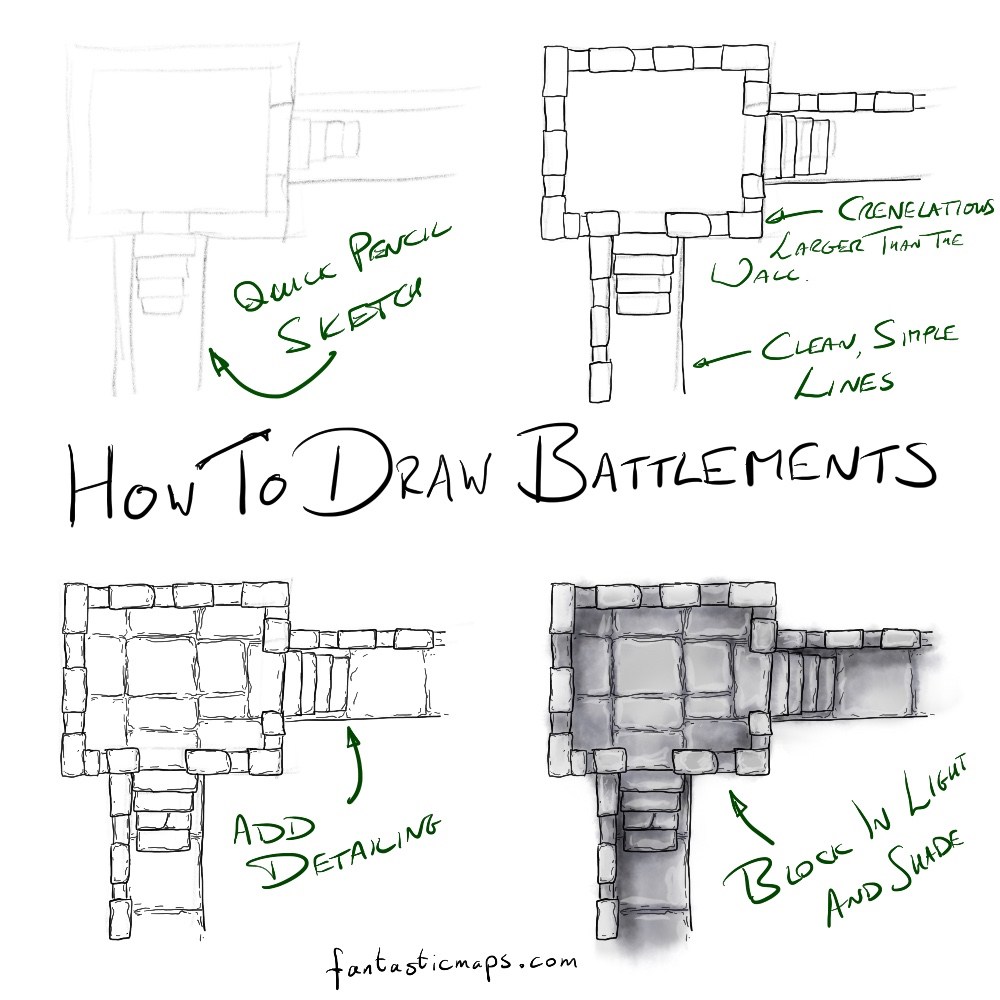 Quick Pencil
Sketch
Crenelations
Larger Than The
Wall.
Clean, Simple
Lines
How To Draw Battlements
Add
Detailing
Block In Light
And Shade
fantasticmaps.com